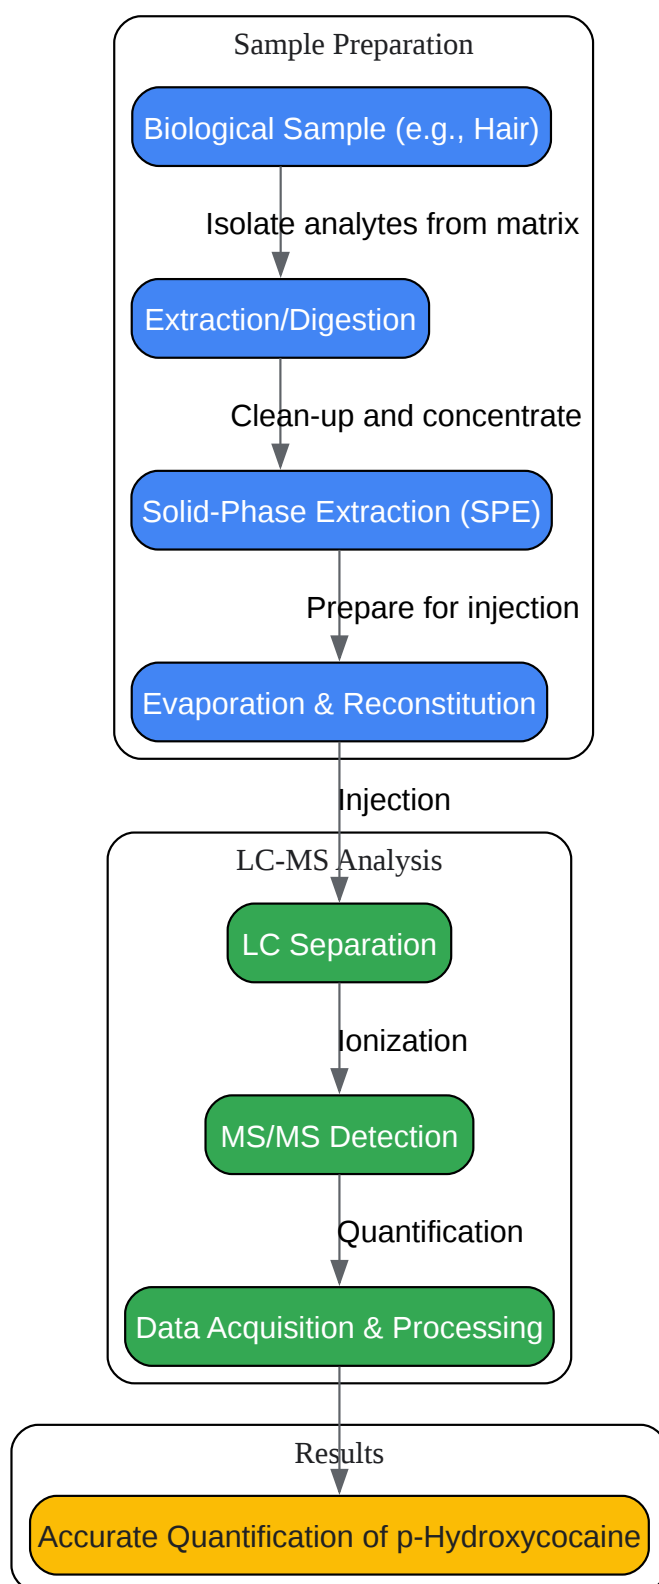 Sample Preparation
Biological Sample (e.g., Hair)
Isolate analytes from matrix
Extraction/Digestion
Clean-up and concentrate
Solid-Phase Extraction (SPE)
Prepare for injection
Evaporation & Reconstitution
Injection
LC-MS Analysis
LC Separation
Ionization
MS/MS Detection
Quantification
Data Acquisition & Processing
Results
Accurate Quantification of p-Hydroxycocaine